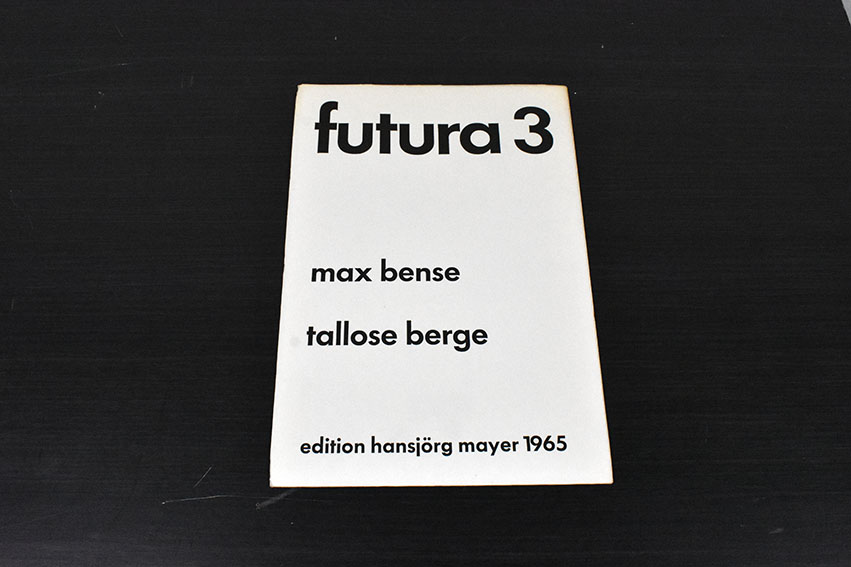 futura 3
max bense
tallose berge
edition hansjörg mayer 1965